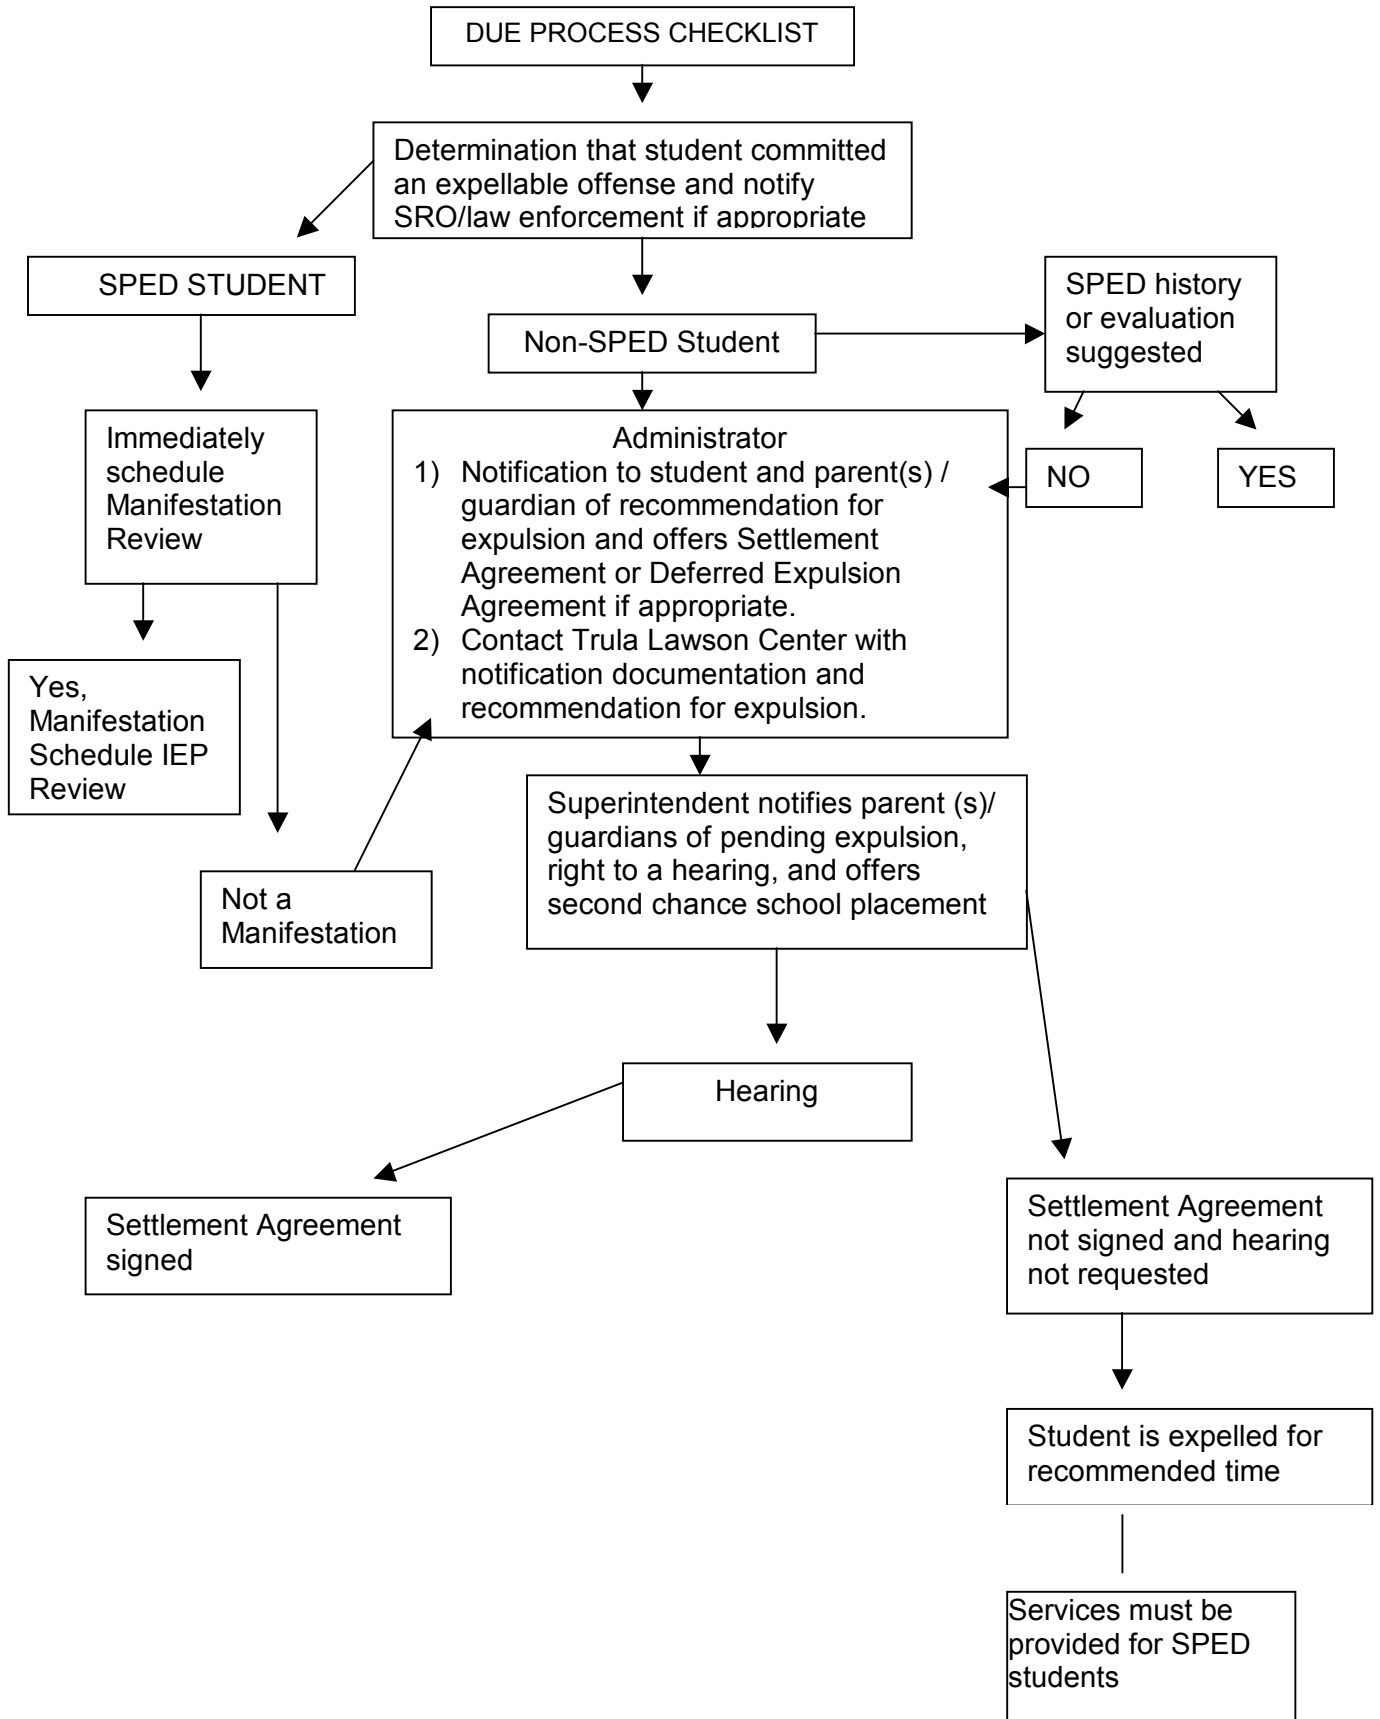 DUE PROCESS CHECKLIST
Determination that student committed
an expellable offense and notify
SRO/law enforcement if appropriate
SPED STUDENT
Non-SPED Student
SPED history
or evaluation
suggested
Immediately
schedule
Manifestation
Review
Administrator
1) Notification to student and parent(s) /
guardian of recommendation for
expulsion and offers Settlement
Agreement or Deferred Expulsion
Agreement if appropriate.
2) Contact Trula Lawson Center with
notification documentation and
recommendation for expulsion.
NO
YES
Yes,
Manifestation
Schedule IEP
Review
Not a
Manifestation
Superintendent notifies parent (s)/
guardians of pending expulsion,
right to a hearing, and offers
second chance school placement
Hearing
Settlement Agreement
signed
Settlement Agreement
not signed and hearing
not requested
Student is expelled for
recommended time
Services must be
provided for SPED
students